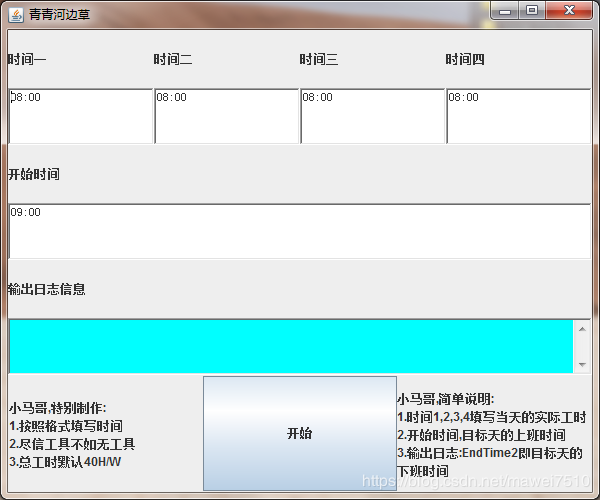 青青河边草
时间一 时间二 时间三 时间四
08:00 08:00 08:00 08:00
开始时间
09:00
输出日志信息
小马哥,特别制作:
1.按照格式填写时间
2.尽信工具不如无工具
3.总工时默认40H/W
开始
小马哥,简单说明:
1.时间1,2,3,4填写当天的实际工时
2.开始时间,目标天的上班时间
3.输出日志:EndTime2即目标天的
下班时间
https://blog.csdn.net/mawei7510